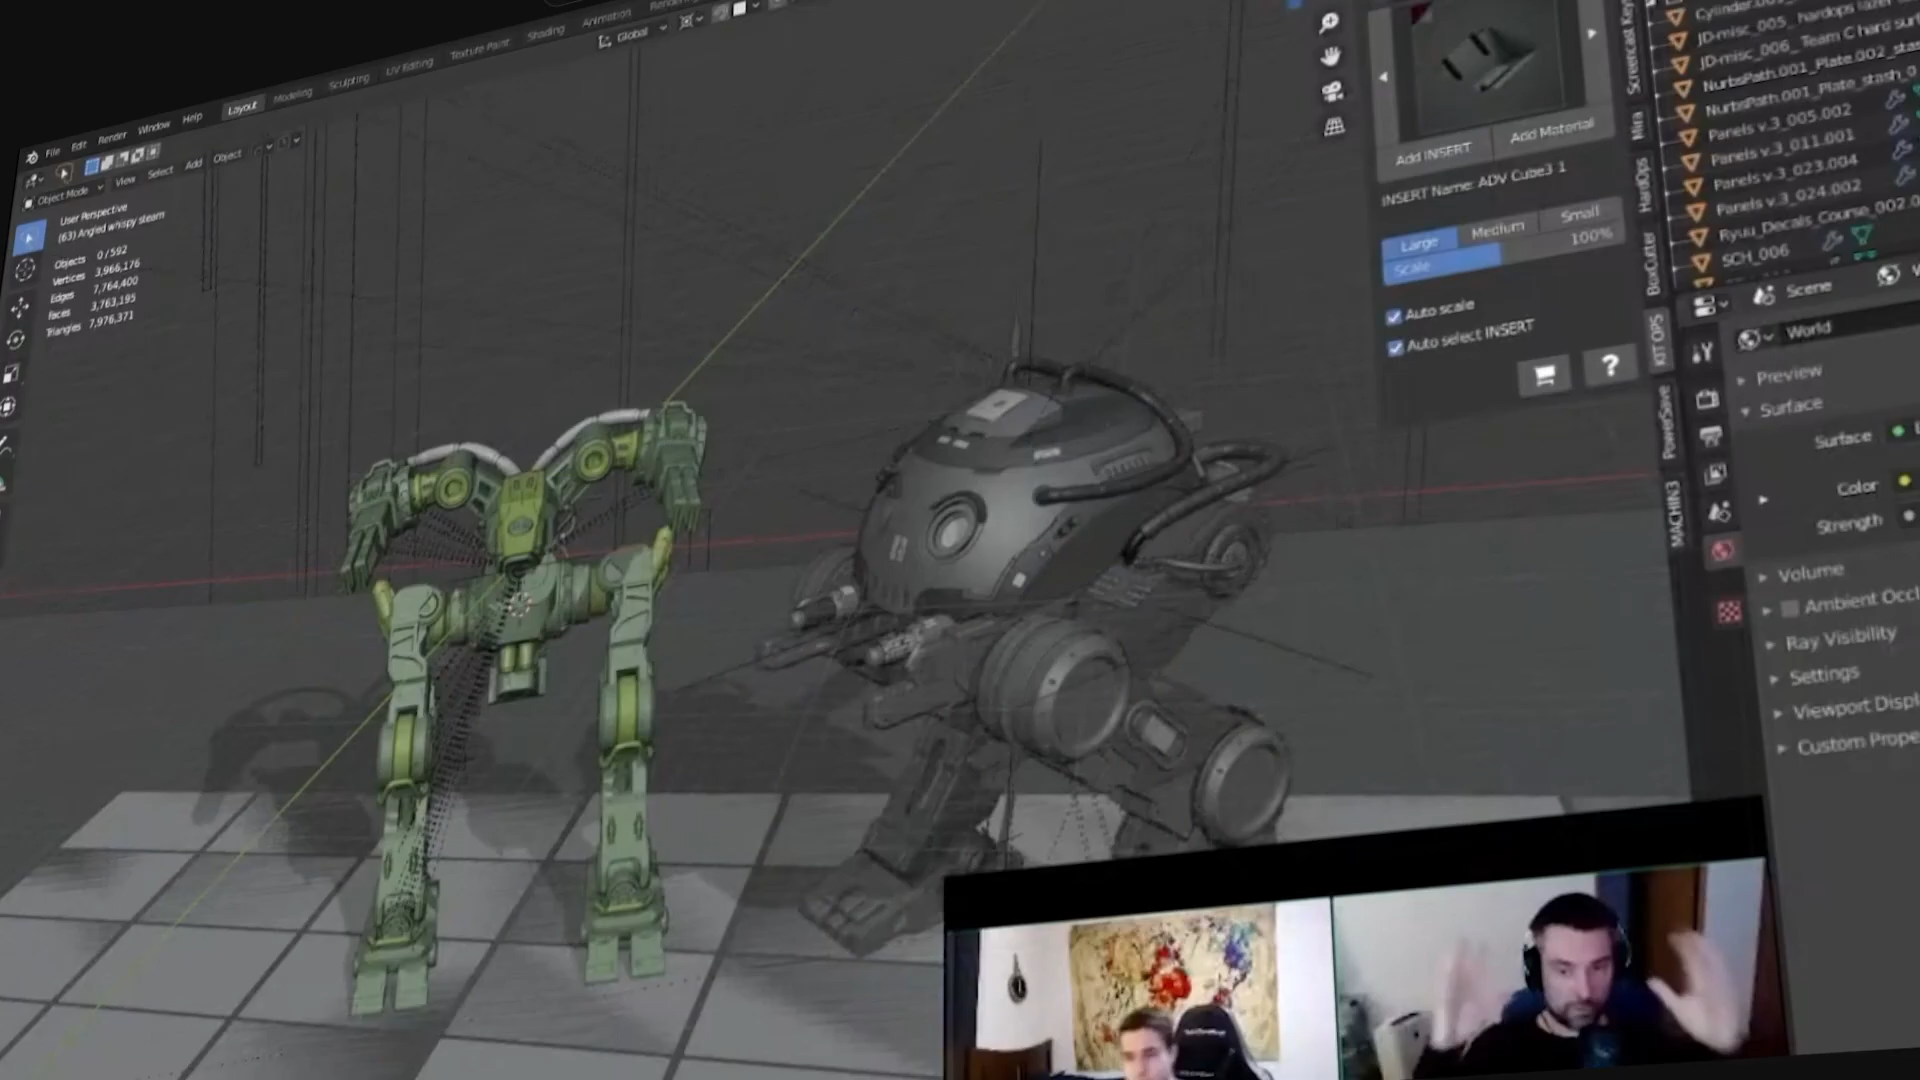 File Edit Render Window Help Layout Modeling Sculpting UV Editing Texture Paint Shading Animation
Global
Object Mode View Select Add Object
User Perspective
(63) Angled whispy steam
Objects 0/592
Vertices 3,966,176
Edges 7,764,400
Faces 3,763,195
Triangles 7,976,371
Add INSERT Add Material
INSERT Name: ADV Cube3 1
Large Medium Small
Scale 100%
Auto scale
Auto select INSERT
?
Screencast Keys
Mira
HardOps
BoxCutter
KIT OPS
PowerSave
MACHIN3
JD-misc_005_ hardops lazer
JD-misc_006_ Team C hard sur
NurbsPath.001_Plate.002_stas
NurbsPath.001_Plate_stash_0
Panels v.3_005.002
Panels v.3_011.001
Panels v.3_023.004
Panels v.3_024.002
Ryuu_Decals_Course_002.0
SCH_006
Scene
World
Preview
Surface
Surface
Color
Strength
Volume
Ambient Occl
Ray Visibility
Settings
Viewport Displ
Custom Prope